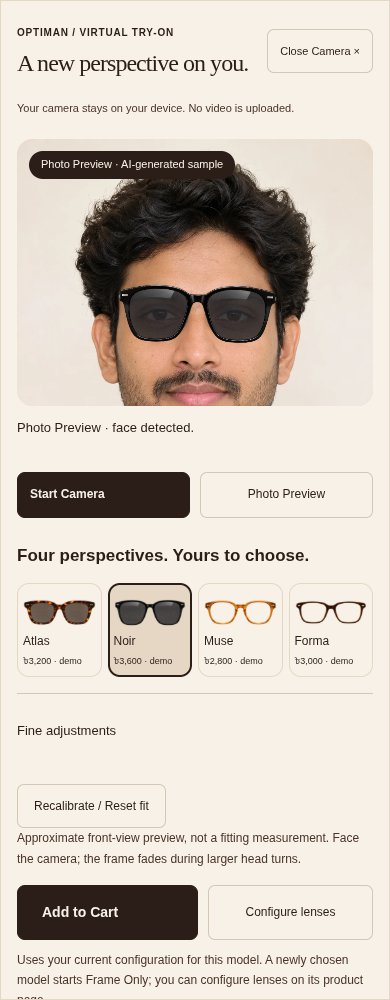 OPTIMAN / VIRTUAL TRY-ON
A new perspective on you.
Close Camera ×
Your camera stays on your device. No video is uploaded.
Photo Preview · AI-generated sample
Photo Preview · face detected.
Start Camera
Photo Preview
Four perspectives. Yours to choose.
Atlas
৳3,200 · demo
Noir
৳3,600 · demo
Muse
৳2,800 · demo
Forma
৳3,000 · demo
Fine adjustments
Recalibrate / Reset fit
Approximate front-view preview, not a fitting measurement. Face
the camera; the frame fades during larger head turns.
Add to Cart
Configure lenses
Uses your current configuration for this model. A newly chosen
model starts Frame Only; you can configure lenses on its product
page.